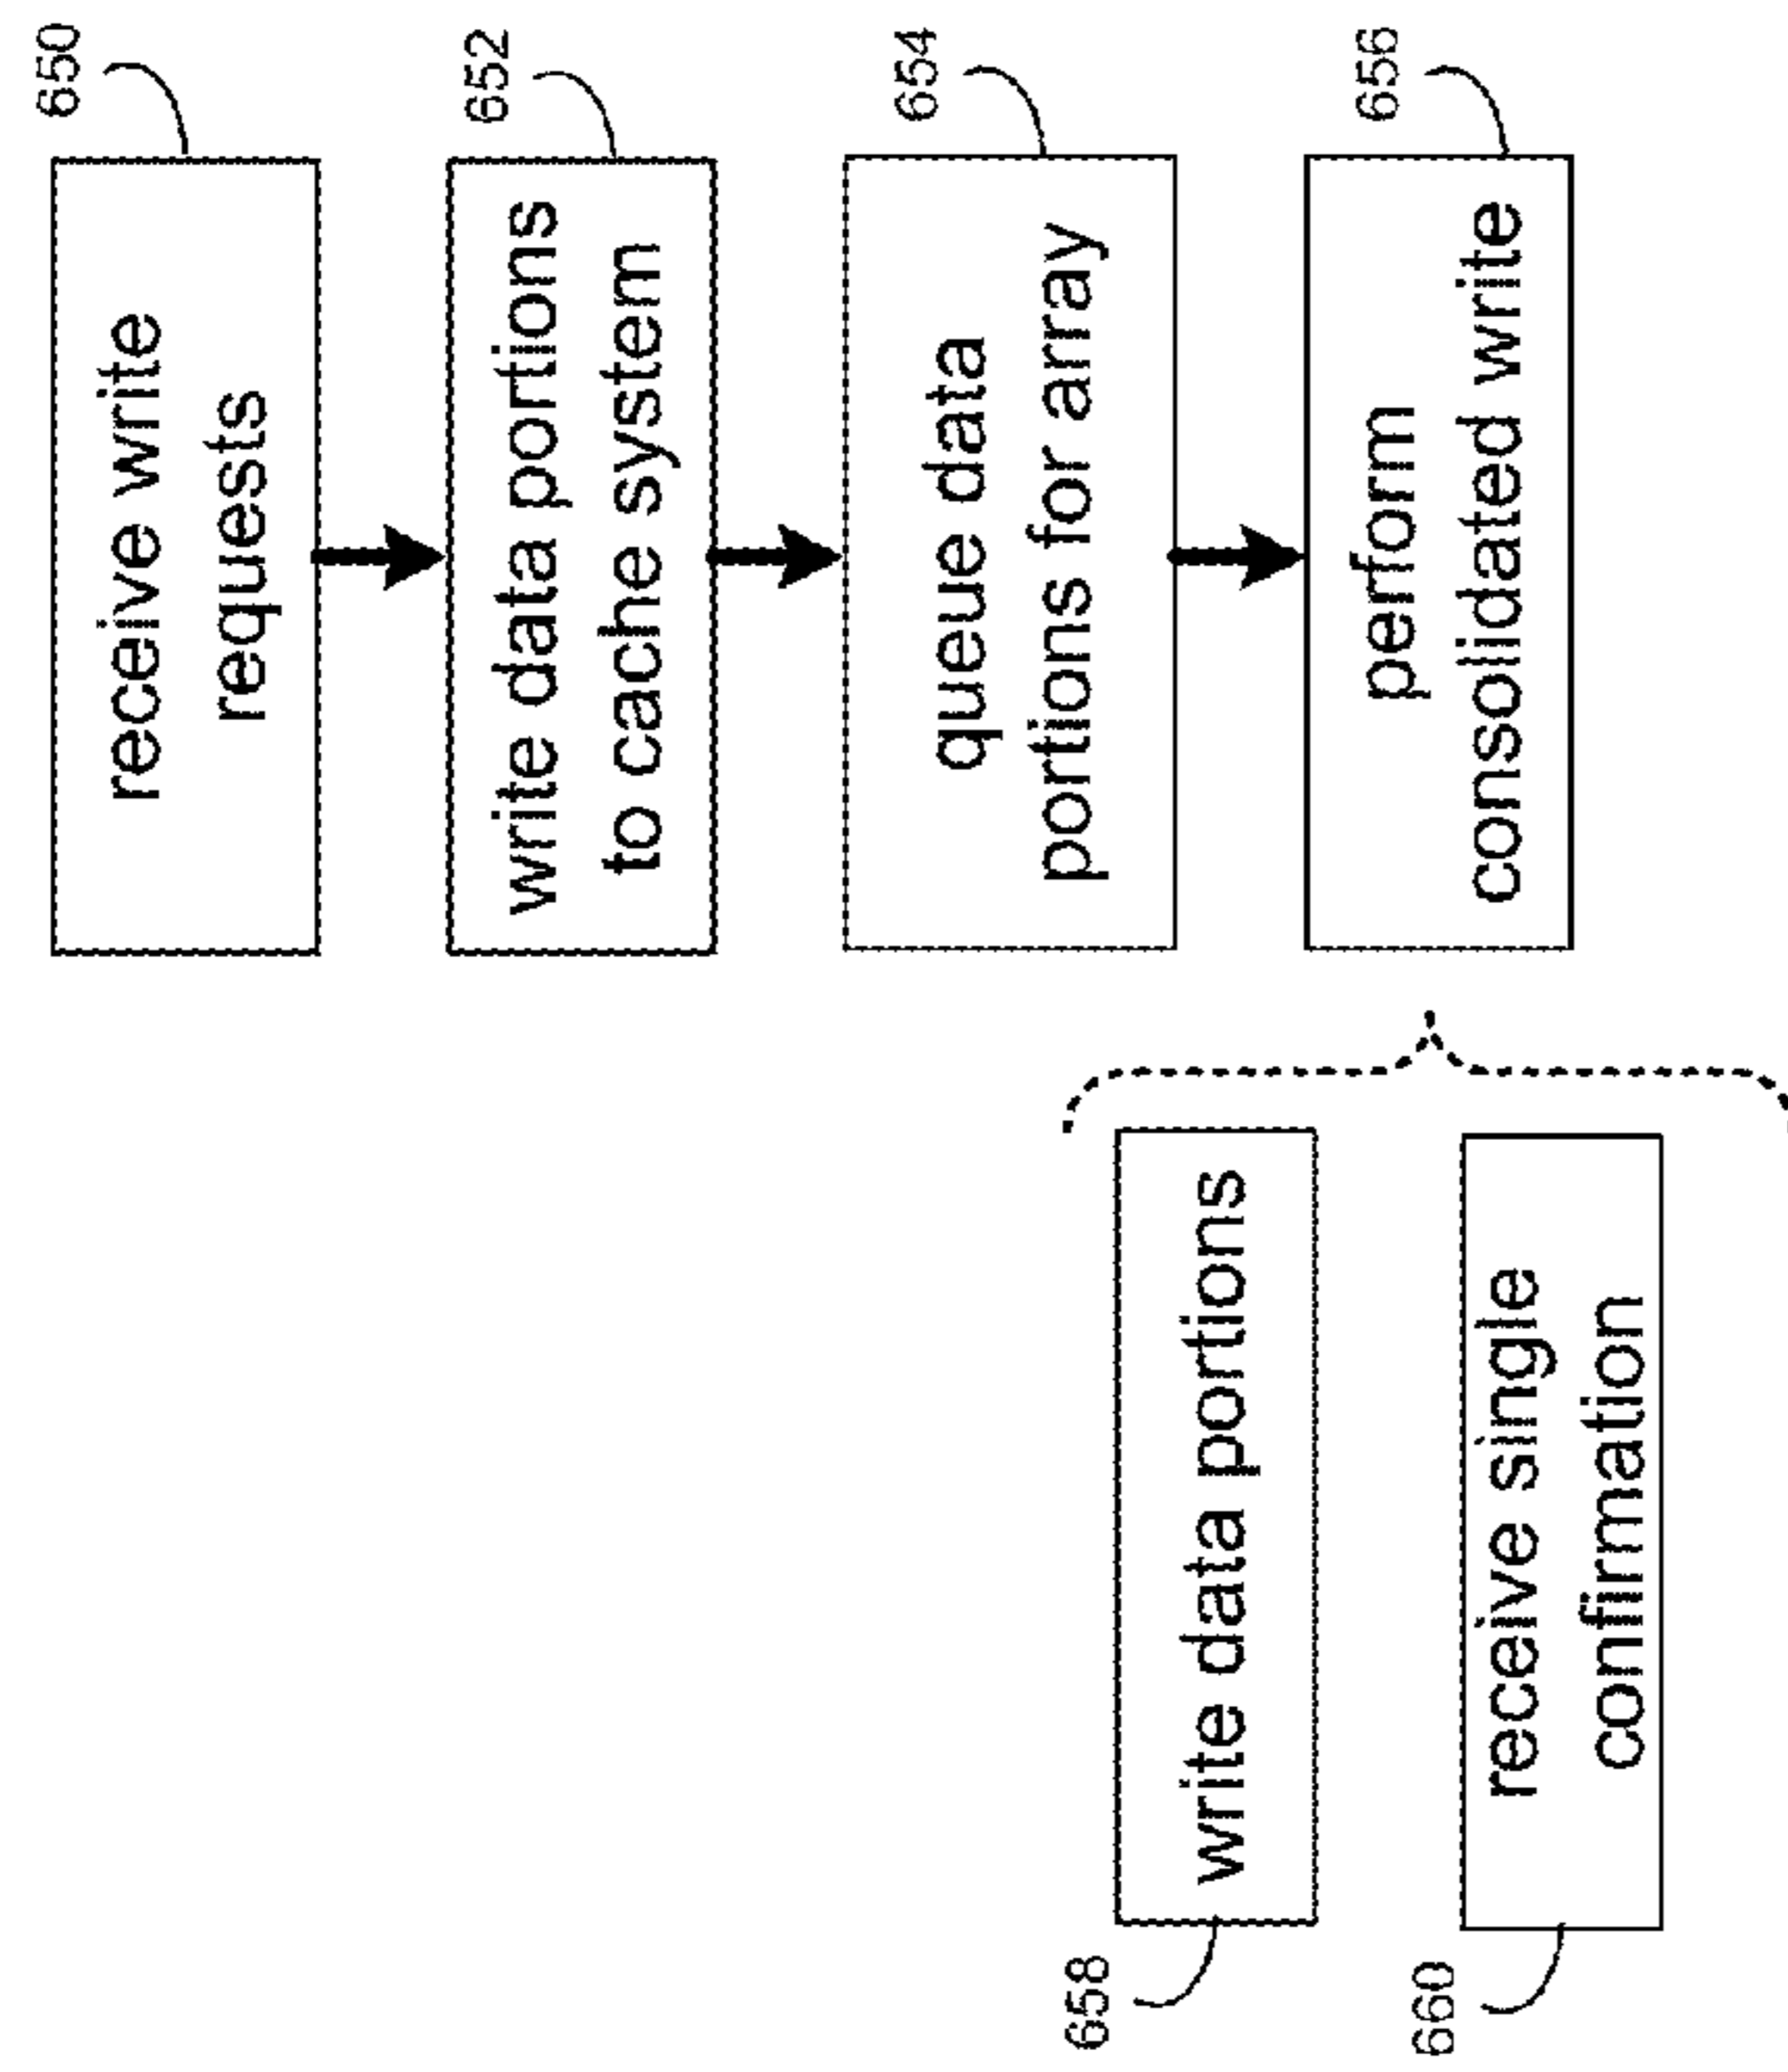 receive write
requests
650
write data portions
to cache system
652
queue data
portions for array
654
perform
consolidated write
656
write data portions
658
receive single
confirmation
660